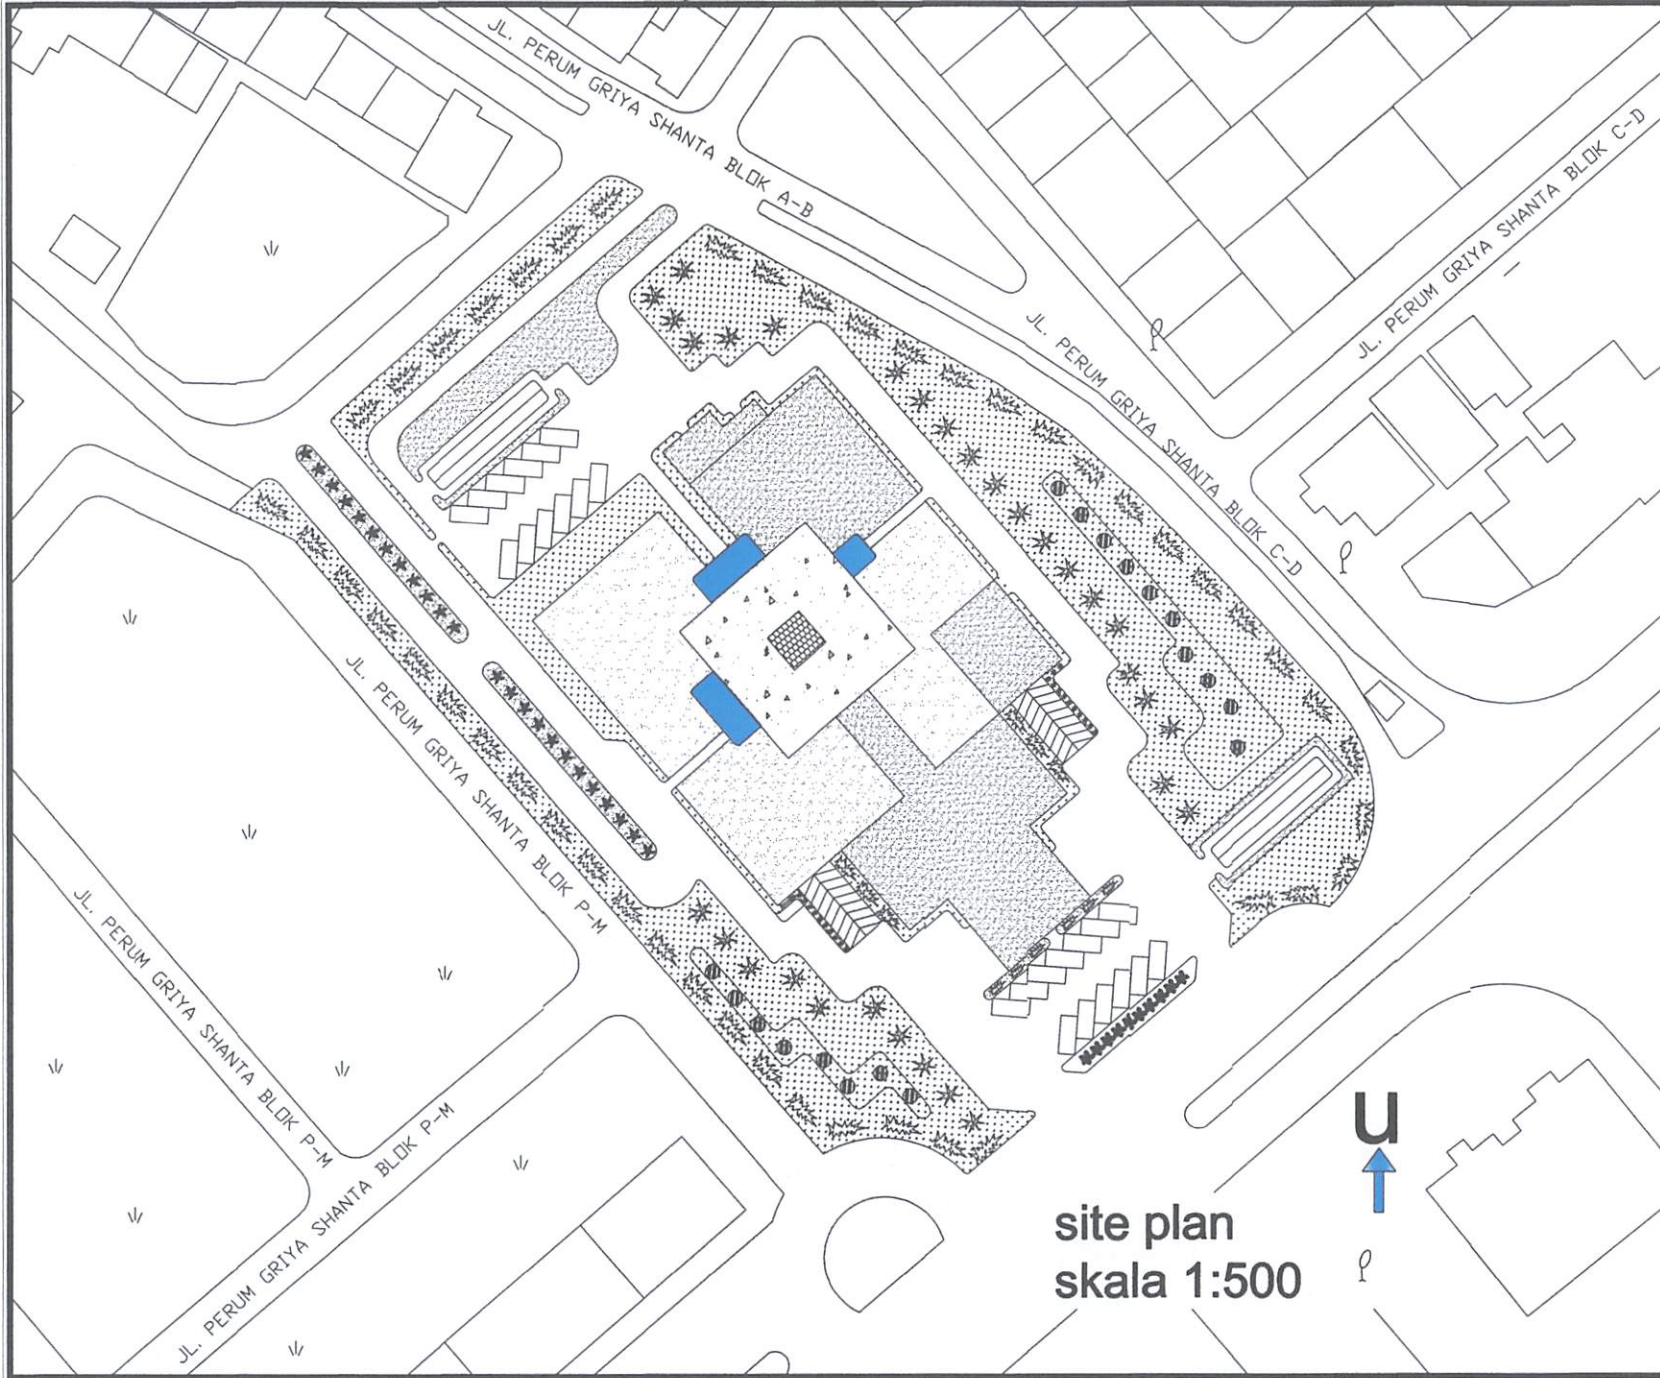 JL. PERUM GRIYA SHANTA BLOK A-B
JL. PERUM GRIYA SHANTA BLOK C-D
JL. PERUM GRIYA SHANTA BLOK C-D
JL. PERUM GRIYA SHANTA BLOK P-M
JL. PERUM GRIYA SHANTA BLOK P-M
JL. PERUM GRIYA SHANTA BLOK P-M
u
site plan
skala 1:500